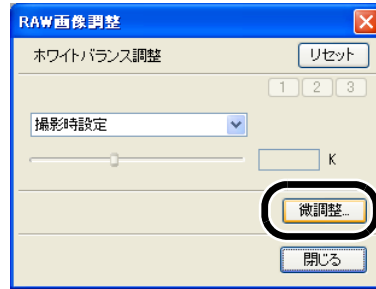 RAW画像調整
ホワイトバランス調整
リセット
1 2 3
撮影時設定
K
微調整...
閉じる